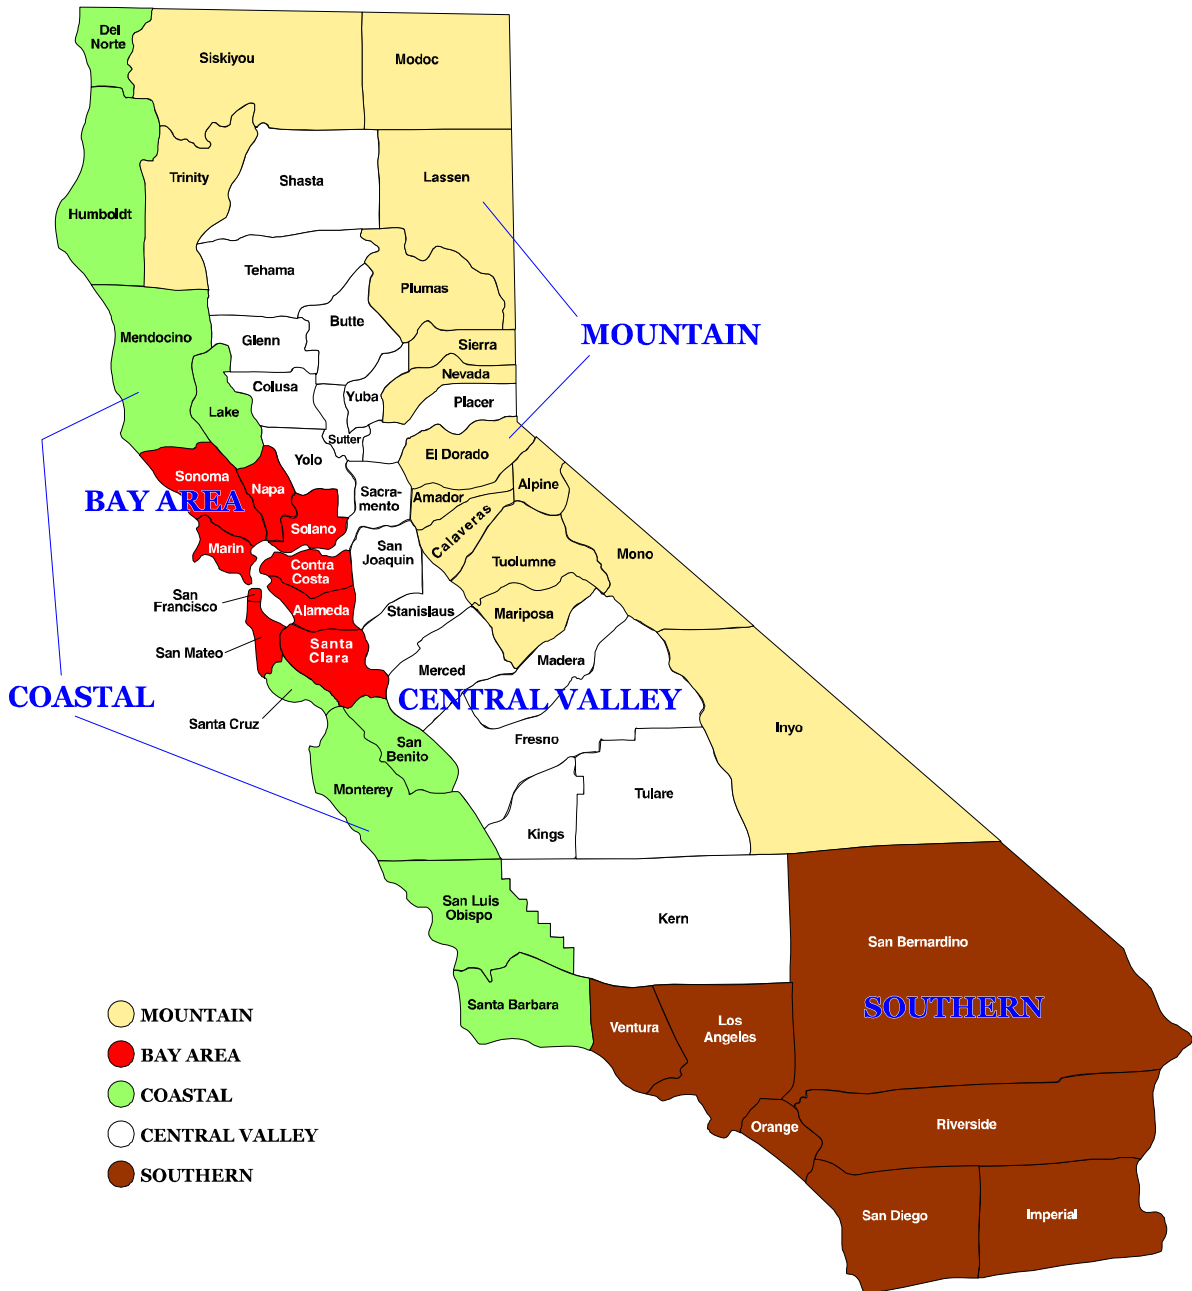 Del
Norte
Siskiyou
Modoc
Trinity
Shasta
Lassen
Humboldt
Tehama
Plumas
Butte
Mendocino
Glenn
MOUNTAIN
Sierra
Nevada
Colusa
Yuba
Placer
Lake
Sutter
Yolo
El Dorado
Sonoma
Napa
BAY AREA
Sacra-
mento
Amador
Alpine
Solano
Calaveras
Marin
San
Joaquin
Mono
Contra
Costa
Tuolumne
San
Francisco
Alameda
Stanislaus
Mariposa
San Mateo
Santa
Clara
Merced
Madera
COASTAL
CENTRAL VALLEY
Santa Cruz
San
Benito
Fresno
Inyo
Monterey
Tulare
Kings
San Luis
Obispo
Kern
San Bernardino
Santa Barbara
SOUTHERN
Ventura
Los
Angeles
MOUNTAIN
BAY AREA
COASTAL
CENTRAL VALLEY
SOUTHERN
Orange
Riverside
San Diego
Imperial